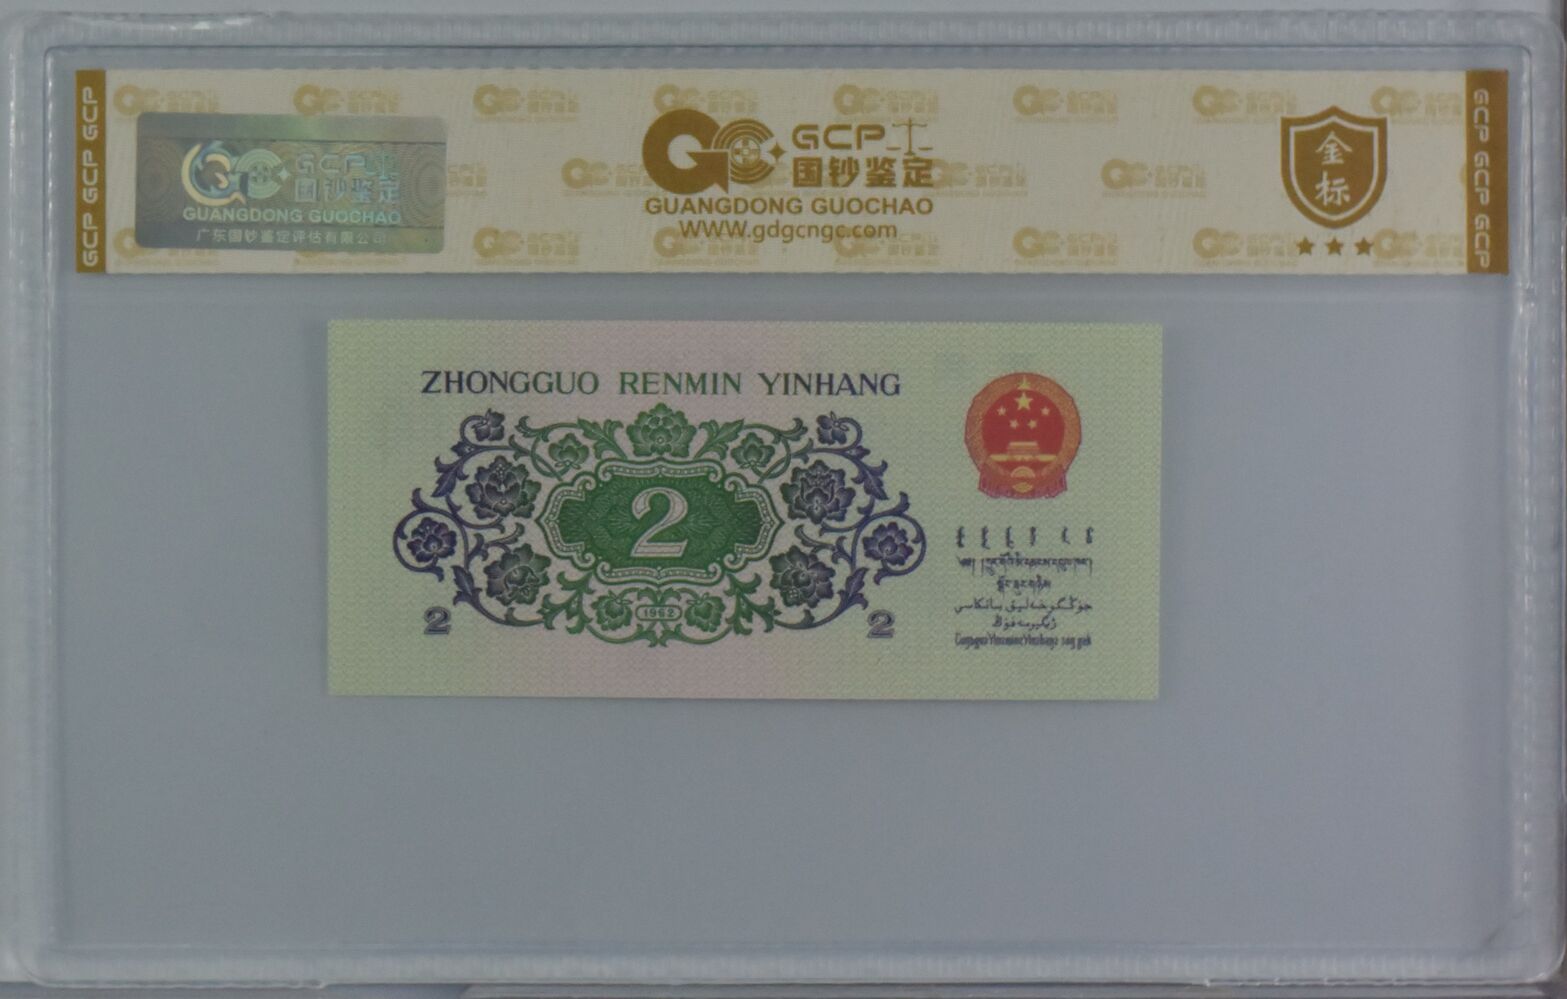 GCP GCP GCP
GCP
国钞鉴定
GUANGDONG GUOCHAO
广东国钞鉴定评估有限公司
GCP
国钞鉴定
GUANGDONG GUOCHAO
WWW.gdgcngc.com
金
标
GCP GCP GCP
ZHONGGUO RENMIN YINHANG
2
1962
2
2